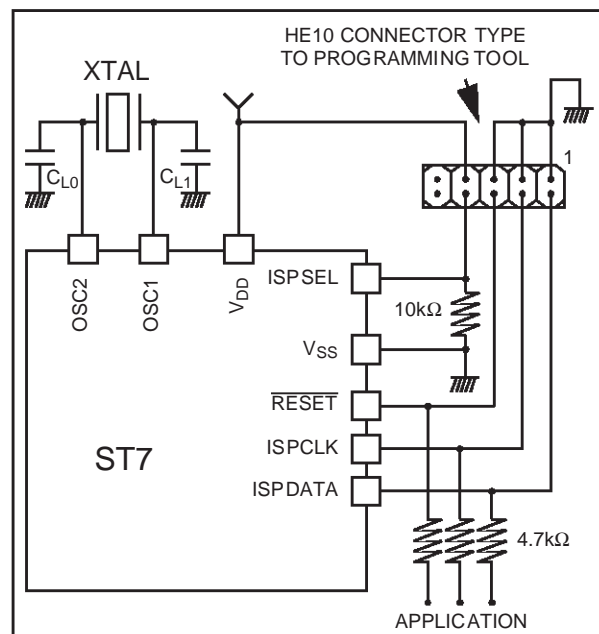 HE10 CONNECTOR TYPE
TO PROGRAMMING TOOL
XTAL
1
CL0
CL1
OSC2
OSC1
VDD
ISPSEL
10kΩ
VSS
RESET
ST7
ISPCLK
ISPDATA
4.7kΩ
APPLICATION